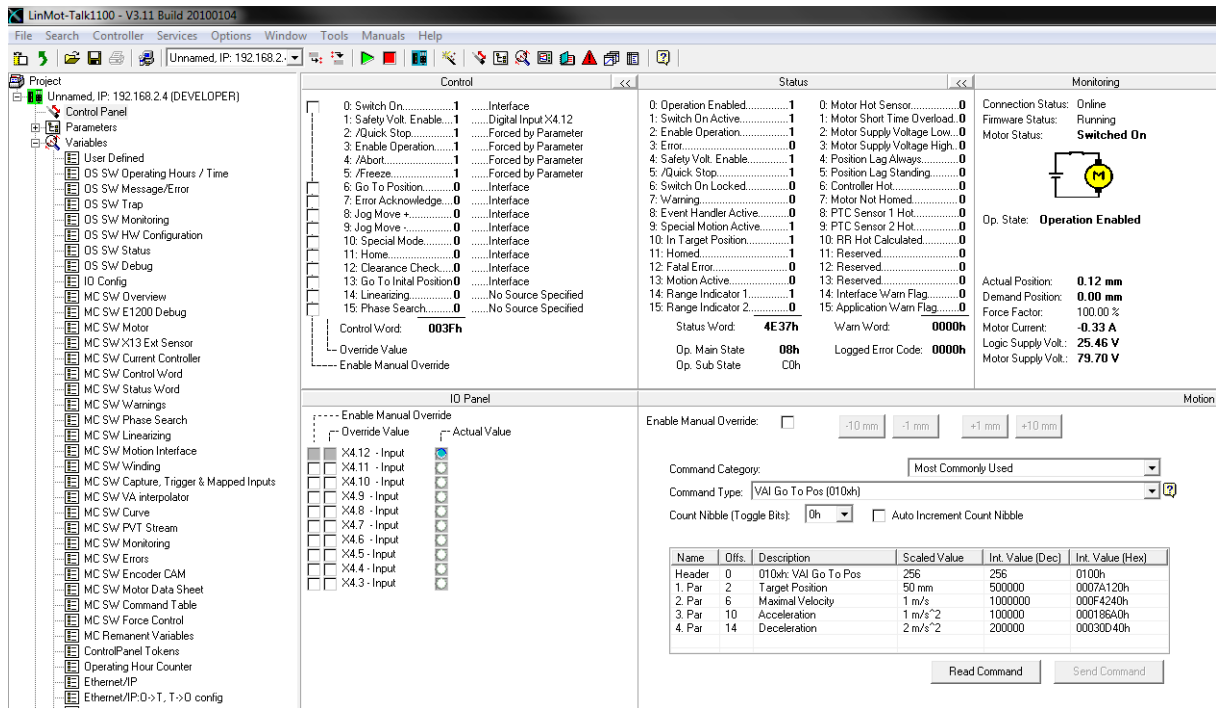 LinMot-Talk1100 - V3.11 Build 20100104
File Search Controller Services Options Window Tools Manuals Help
Unnamed, IP: 192.168.2.
Project
Unnamed, IP: 192.168.2.4 (DEVELOPER)
Control Panel
Parameters
Variables
User Defined
OS SW Operating Hours / Time
OS SW Message/Error
OS SW Trap
OS SW Monitoring
OS SW HW Configuration
OS SW Status
OS SW Debug
IO Config
MC SW Overview
MC SW E1200 Debug
MC SW Motor
MC SW X13 Ext Sensor
MC SW Current Controller
MC SW Control Word
MC SW Status Word
MC SW Warnings
MC SW Phase Search
MC SW Linearizing
MC SW Motion Interface
MC SW Winding
MC SW Capture, Trigger & Mapped Inputs
MC SW VA interpolator
MC SW Curve
MC SW PVT Stream
MC SW Monitoring
MC SW Errors
MC SW Encoder CAM
MC SW Motor Data Sheet
MC SW Command Table
MC SW Force Control
MC Remanent Variables
ControlPanel Tokens
Operating Hour Counter
Ethernet/IP
Ethernet/IP:O->T, T->O config
Control <<
0: Switch On.................1 ......Interface
1: Safety Volt. Enable....1 ......Digital Input X4.12
2: /Quick Stop...............1 ......Forced by Parameter
3: Enable Operation.......1 ......Forced by Parameter
4: /Abort.......................1 ......Forced by Parameter
5: /Freeze.....................1 ......Forced by Parameter
6: Go To Position..........0 ......Interface
7: Error Acknowledge...0 ......Interface
8: Jog Move +..............0 ......Interface
9: Jog Move -...............0 ......Interface
10: Special Mode.........0 ......Interface
11: Home.....................0 ......Interface
12: Clearance Check....0 ......Interface
13: Go To Inital Position0 ......Interface
14: Linearizing..............0 ......No Source Specified
15: Phase Search........0 ......No Source Specified
Control Word: 003Fh
Override Value
Enable Manual Override
Status <<
0: Operation Enabled..........1 0: Motor Hot Sensor............0
1: Switch On Active.............1 1: Motor Short Time Overload..0
2: Enable Operation.............1 2: Motor Supply Voltage Low...0
3: Error................................0 3: Motor Supply Voltage High..0
4: Safety Volt. Enable..........1 4: Position Lag Always.........0
5: /Quick Stop.....................1 5: Position Lag Standing.......0
6: Switch On Locked............0 6: Controller Hot..................0
7: Warning...........................0 7: Motor Not Homed.............0
8: Event Handler Active.........0 8: PTC Sensor 1 Hot............0
9: Special Motion Active.......1 9: PTC Sensor 2 Hot............0
10: In Target Position............1 10: RR Hot Calculated..........0
11: Homed..........................1 11: Reserved......................0
12: Fatal Error.....................0 12: Reserved......................0
13: Motion Active.................0 13: Reserved......................0
14: Range Indicator 1...........1 14: Interface Warn Flag........0
15: Range Indicator 2...........0 15: Application Warn Flag.....0
Status Word: 4E37h Warn Word: 0000h
Op. Main State 08h Logged Error Code: 0000h
Op. Sub State C0h
Monitoring
Connection Status: Online
Firmware Status: Running
Motor Status: Switched On
M
Op. State: Operation Enabled
Actual Position: 0.12 mm
Demand Position: 0.00 mm
Force Factor: 100.00 %
Motor Current: -0.33 A
Logic Supply Volt.: 25.46 V
Motor Supply Volt.: 79.70 V
IO Panel
Enable Manual Override
Override Value Actual Value
X4.12 - Input
X4.11 - Input
X4.10 - Input
X4.9 - Input
X4.8 - Input
X4.7 - Input
X4.6 - Input
X4.5 - Input
X4.4 - Input
X4.3 - Input
Motion
Enable Manual Override: -10 mm -1 mm +1 mm +10 mm
Command Category: Most Commonly Used
Command Type: VAI Go To Pos (010xh)
Count Nibble (Toggle Bits): 0h Auto Increment Count Nibble
Name Offs. Description Scaled Value Int. Value (Dec) Int. Value (Hex)
Header 0 010xh: VAI Go To Pos 256 256 0100h
1. Par 2 Target Position 50 mm 500000 0007A120h
2. Par 6 Maximal Velocity 1 m/s 1000000 000F4240h
3. Par 10 Acceleration 1 m/s^2 100000 000186A0h
4. Par 14 Deceleration 2 m/s^2 200000 00030D40h
Read Command Send Command